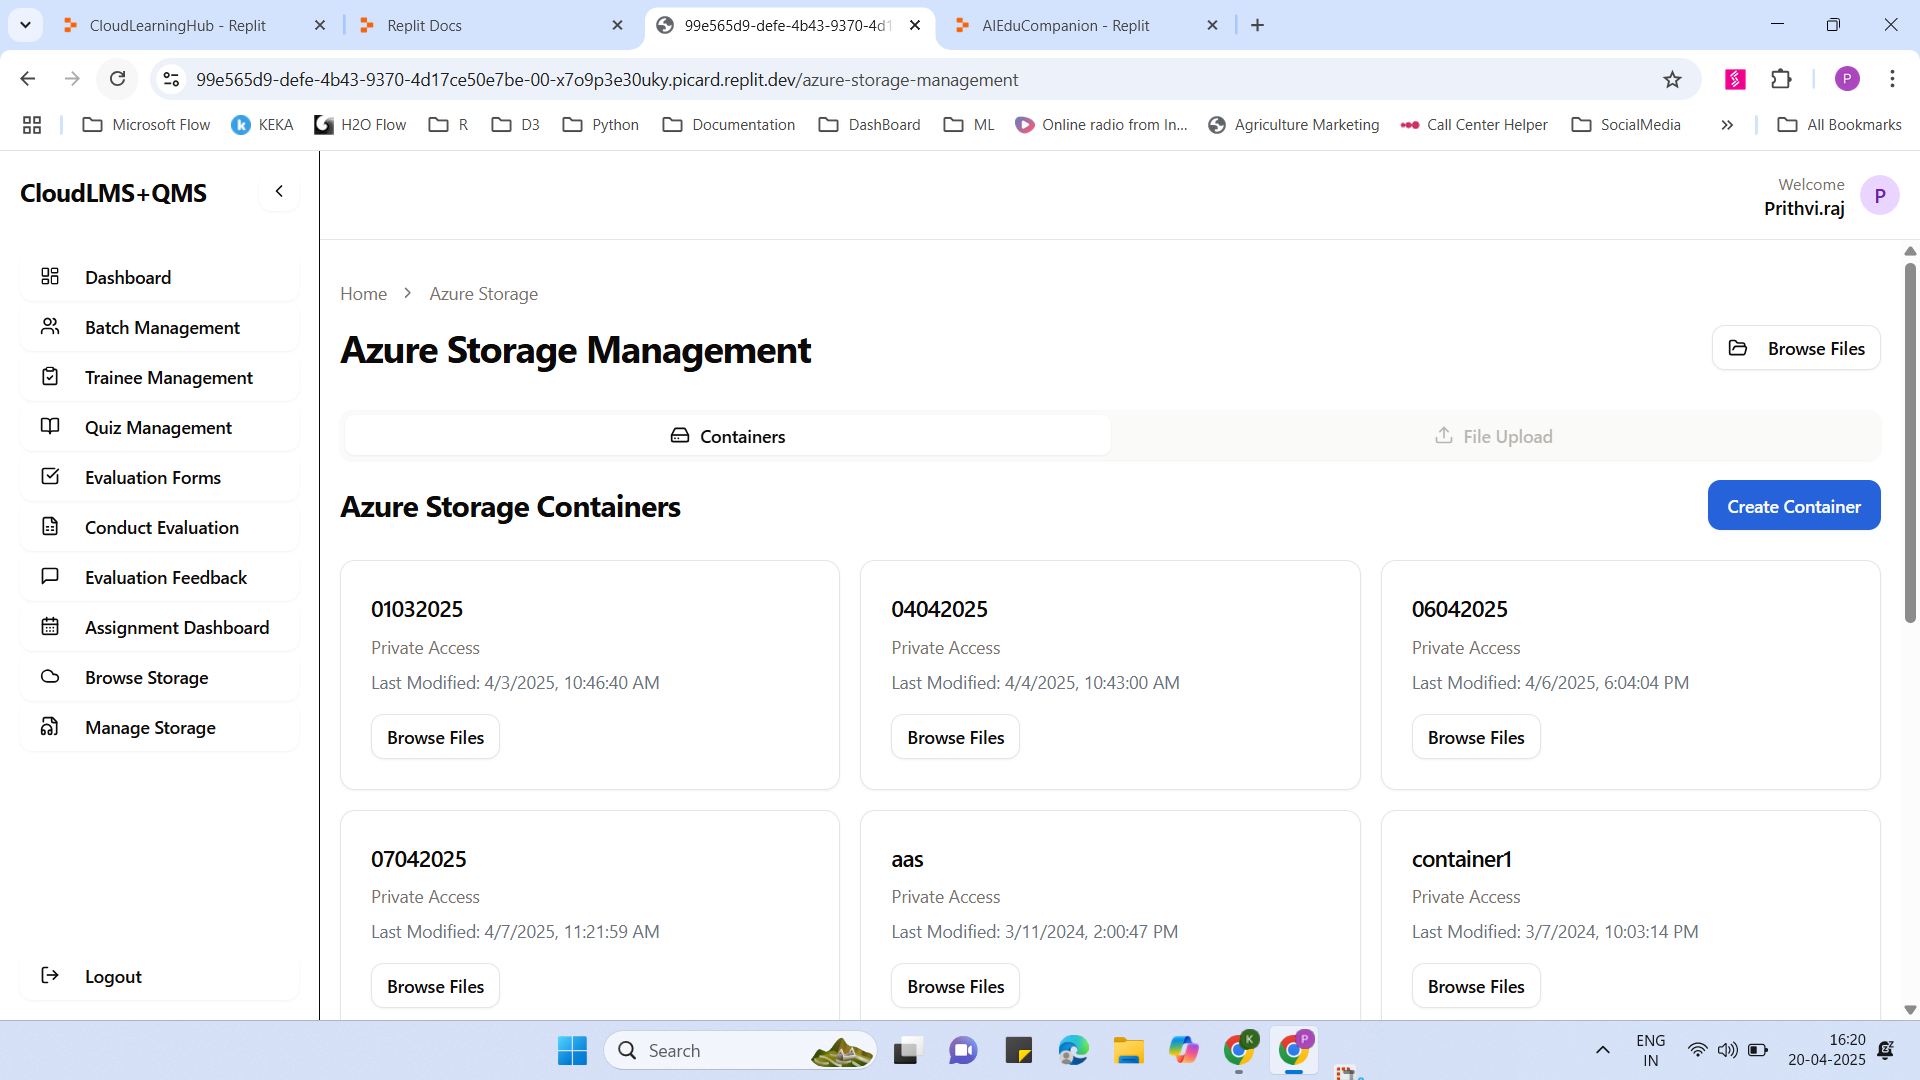 CloudLearningHub - Replit
Replit Docs
99e565d9-defe-4b43-9370-4d1
AIEduCompanion - Replit
99e565d9-defe-4b43-9370-4d17ce50e7be-00-x7o9p3e30uky.picard.replit.dev/azure-storage-management
P
Microsoft Flow
KEKA
H2O Flow
R
D3
Python
Documentation
DashBoard
ML
Online radio from In...
Agriculture Marketing
Call Center Helper
SocialMedia
All Bookmarks
CloudLMS+QMS
Welcome
Prithvi.raj
P
Dashboard
Batch Management
Trainee Management
Quiz Management
Evaluation Forms
Conduct Evaluation
Evaluation Feedback
Assignment Dashboard
Browse Storage
Manage Storage
Logout
Home > Azure Storage
Azure Storage Management
Browse Files
Containers
File Upload
Azure Storage Containers
Create Container
01032025
Private Access
Last Modified: 4/3/2025, 10:46:40 AM
Browse Files
04042025
Private Access
Last Modified: 4/4/2025, 10:43:00 AM
Browse Files
06042025
Private Access
Last Modified: 4/6/2025, 6:04:04 PM
Browse Files
07042025
Private Access
Last Modified: 4/7/2025, 11:21:59 AM
Browse Files
aas
Private Access
Last Modified: 3/11/2024, 2:00:47 PM
Browse Files
container1
Private Access
Last Modified: 3/7/2024, 10:03:14 PM
Browse Files
Search
K
P
ENG
IN
16:20
20-04-2025